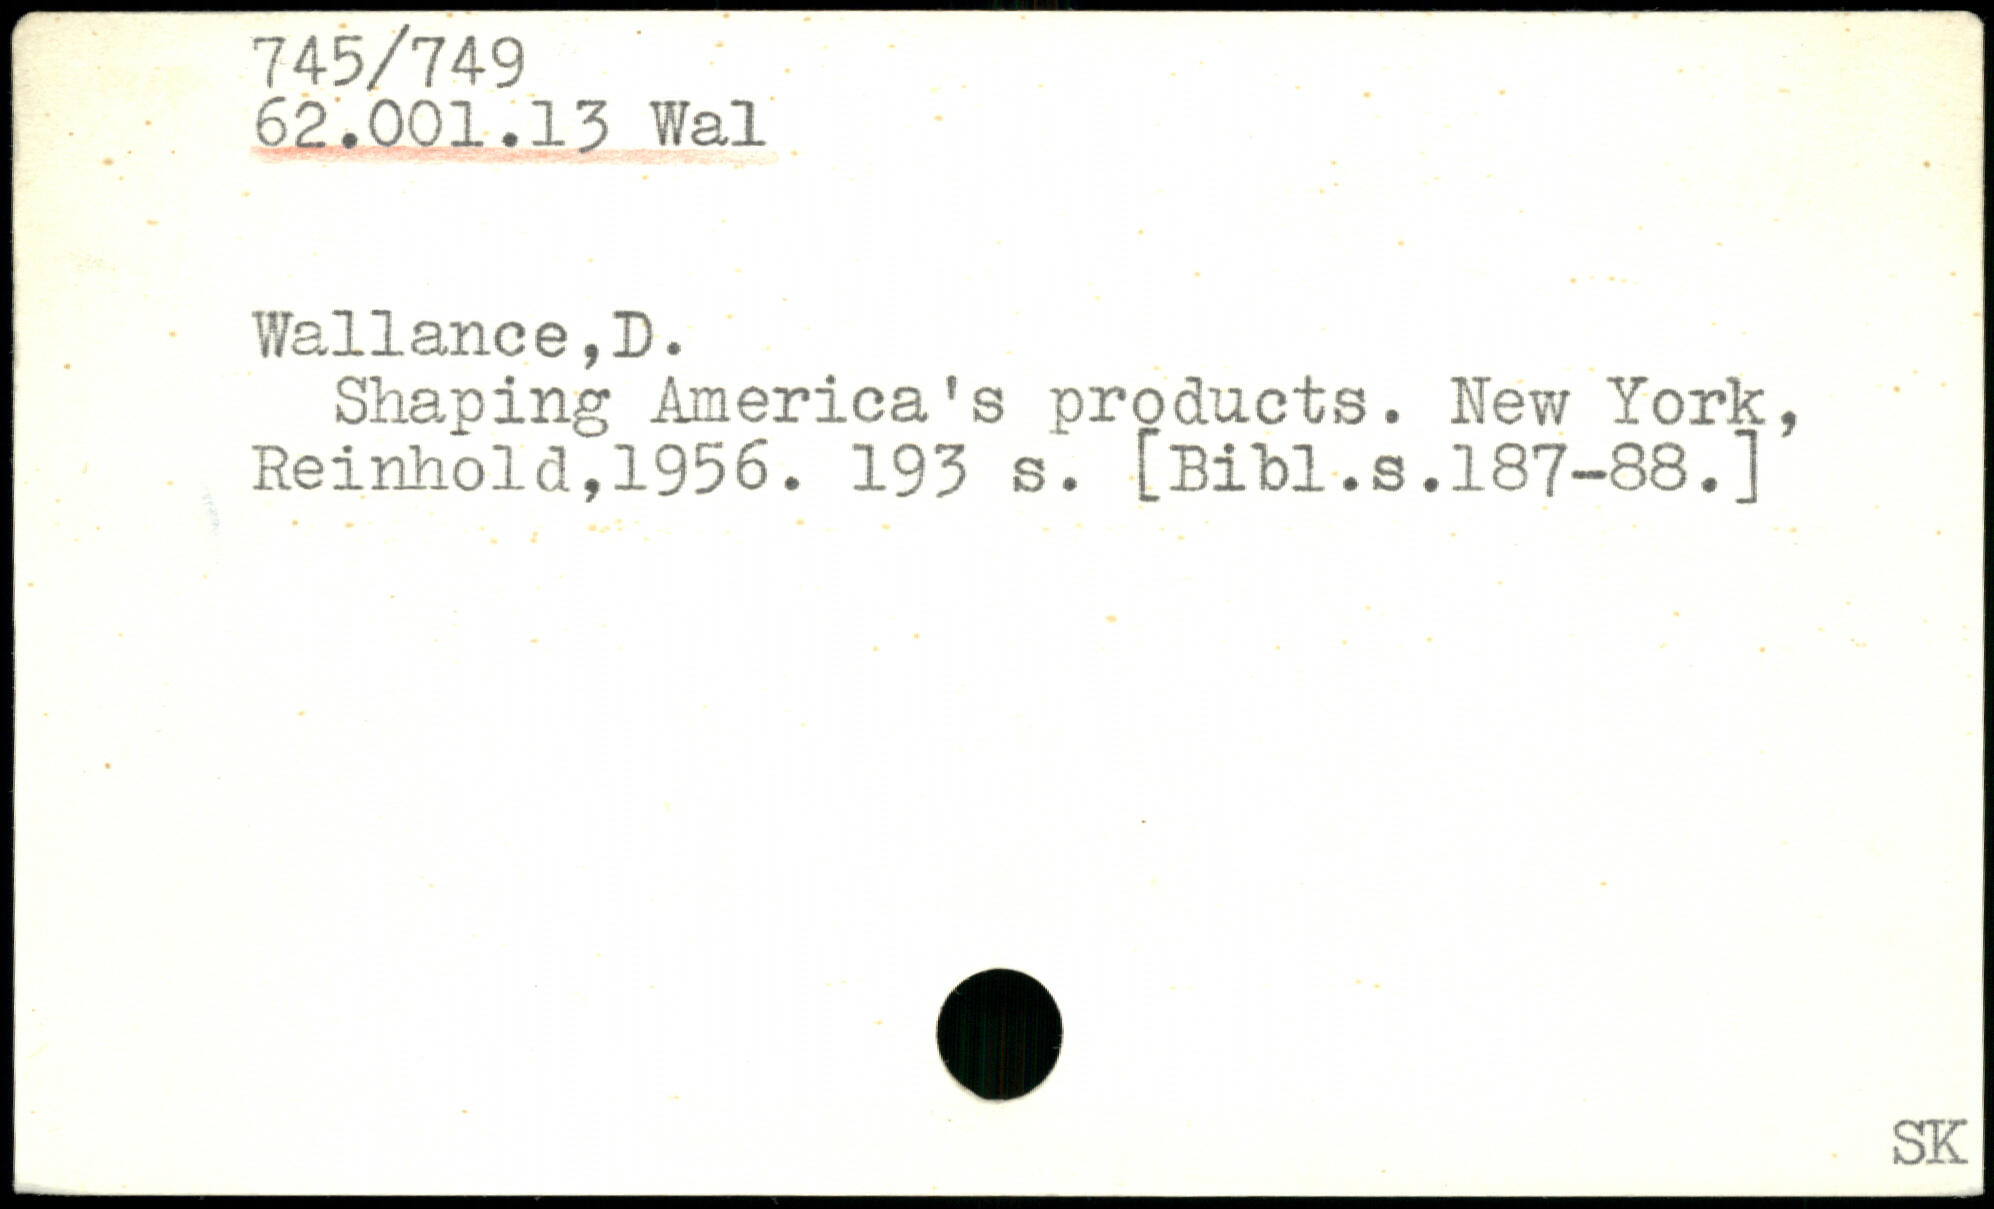 745/749
62.001.13 Wal
Wallance,D.
Shaping America's products. New York,
Reinhold,1956. 193 s. [Bibl.s.187-88.]
SK